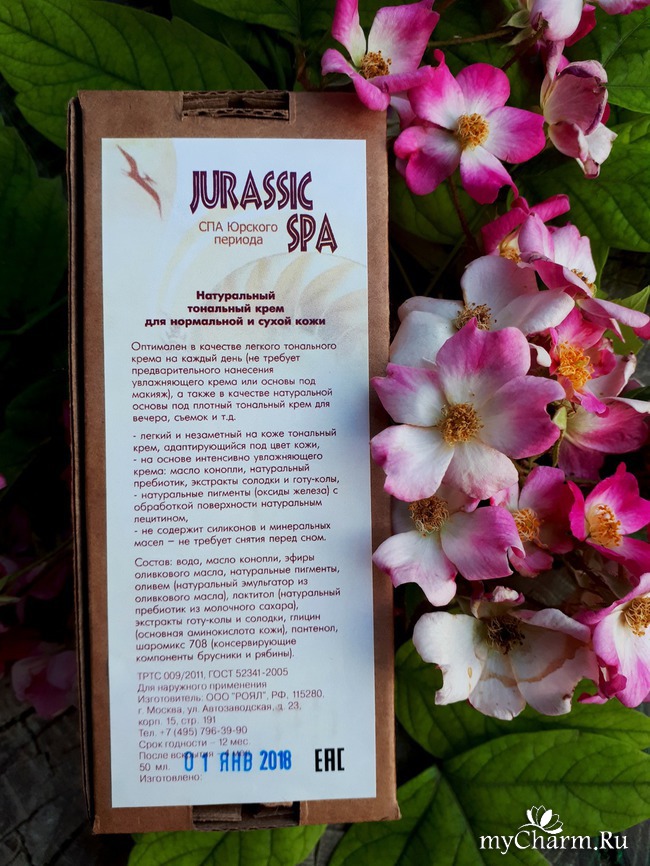 JURASSIC
СПА Юрского
периода
SPA
Натуральный
тональный крем
для нормальной и сухой кожи
Оптимален в качестве легкого тонального
крема на каждый день (не требует
предварительного нанесения
увлажняющего крема или основы под
макияж), а также в качестве натуральной
основы под плотный тональный крем для
вечера, съемок и т.д.
- легкий и незаметный на коже тональный
крем, адаптирующийся под цвет кожи,
- на основе интенсивно увлажняющего
крема: масло конопли, натуральный
пребиотик, экстракты солодки и готу-колы,
- натуральные пигменты (оксиды железа) с
обработкой поверхности натуральным
лецитином,
- не содержит силиконов и минеральных
масел – не требует снятия перед сном.
Состав: вода, масло конопли, эфиры
оливкового масла, натуральные пигменты,
оливем (натуральный эмульгатор из
оливкового масла), лактитол (натуральный
пребиотик из молочного сахара),
экстракты готу-колы и солодки, глицин
(основная аминокислота кожи), пантенол,
шаромикс 708 (консервирующие
компоненты брусники и рябины).
ТРТС 009/2011, ГОСТ 52341-2005
Для наружного применения
Изготовитель: ООО "РОЯЛ", РФ, 115280,
г. Москва, ул. Автозаводская, д. 23,
корп. 15, стр. 191
Тел. +7 (495) 796-39-90
Срок годности – 12 мес.
После вскрытия
01 ЯНВ 2018
EAC
50 мл.
Изготовлено:
myCharm.Ru